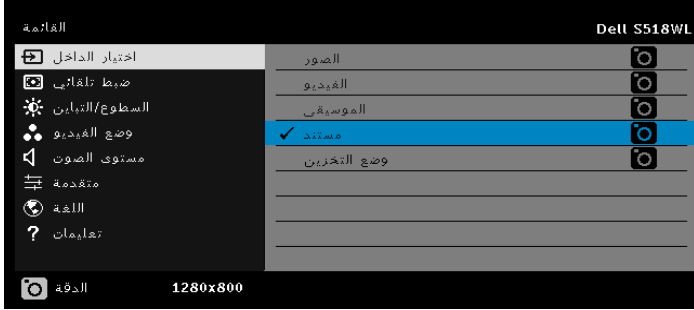 القائمة
Dell S518WL
اختيار الداخل
ضبط تلقائي
السطوع/التباين
وضع الفيديو
مستوى الصوت
متقدمة
اللغة
? تعليمات
الصور
الفيديو
الموسيقى
✓ مستند
وضع التخزين
الدقة 1280x800